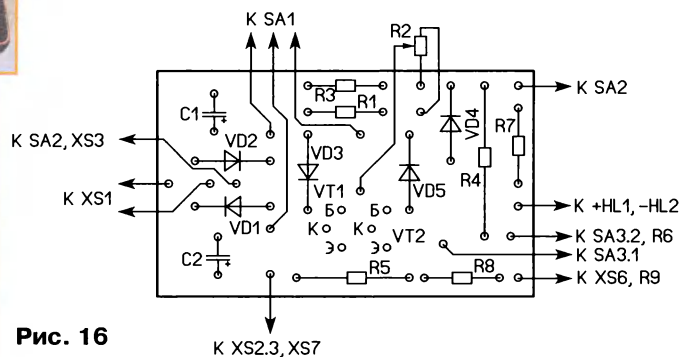 К SA1
R2
К SA2
R3
R1
C1
+
VD4
R7
К SA2, XS3
VD2
VD3
R4
VD5
К XS1
VT1
К +HL1, -HL2
VD1
Б
Б
К
К
VT2
К SA3.2, R6
Э
Э
К SA3.1
C2
+
R5
R8
К XS6, R9
Рис. 16
К XS2.3, XS7